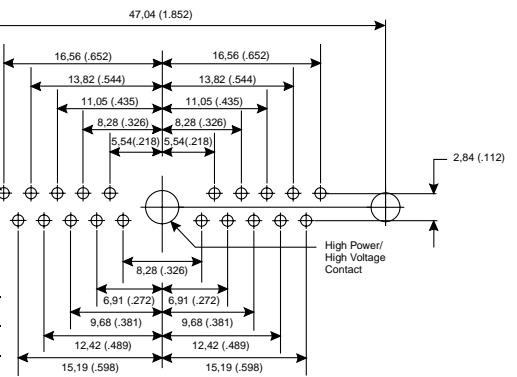 47,04 (1.852)
16,56 (.652) 16,56 (.652)
13,82 (.544) 13,82 (.544)
11,05 (.435) 11,05 (.435)
8,28 (.326) 8,28 (.326)
5,54(.218) 5,54(.218)
2,84 (.112)
High Power/
High Voltage
Contact
8,28 (.326)
6,91 (.272) 6,91 (.272)
9,68 (.381) 9,68 (.381)
12,42 (.489) 12,42 (.489)
15,19 (.598) 15,19 (.598)